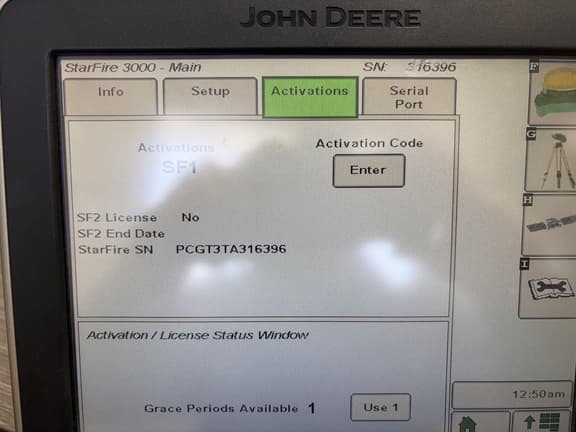 JOHN DEERE
StarFire 3000 - Main SN: 316396
Info Setup Activations Serial Port
Activations
SF1
Activation Code
Enter
SF2 License No
SF2 End Date
StarFire SN PCGT3TA316396
Activation / License Status Window
Grace Periods Available 1 Use 1
F
G
H
I
12:50am